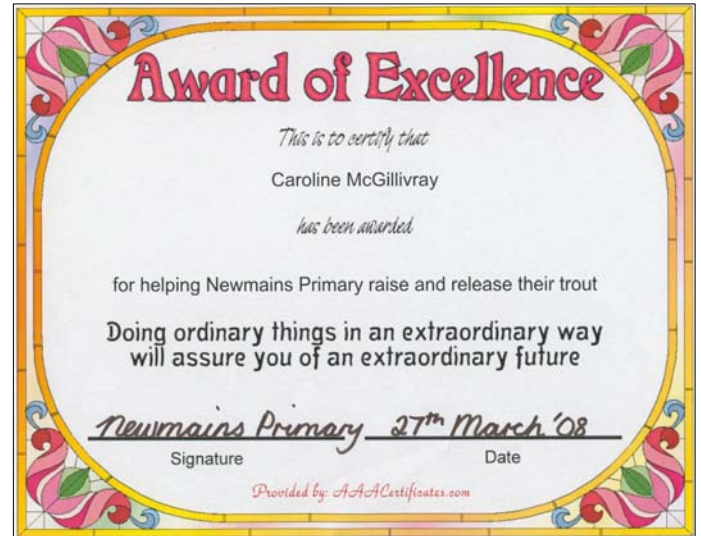 Award of Excellence
This is to certify that
Caroline McGillivray
has been awarded
for helping Newmains Primary raise and release their trout
Doing ordinary things in an extraordinary way
will assure you of an extraordinary future
Newmains Primary 27th March '08
Signature Date
Provided by: AAACertificates.com